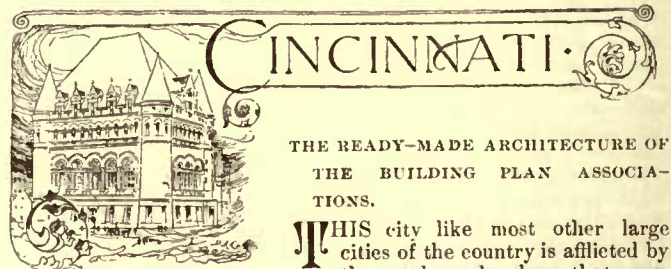 CINCINNATI.
THE READY-MADE ARCHITECTURE OF
THE BUILDING PLAN ASSOCIA-
TIONS.
THIS city like most other large
cities of the country is afflicted by